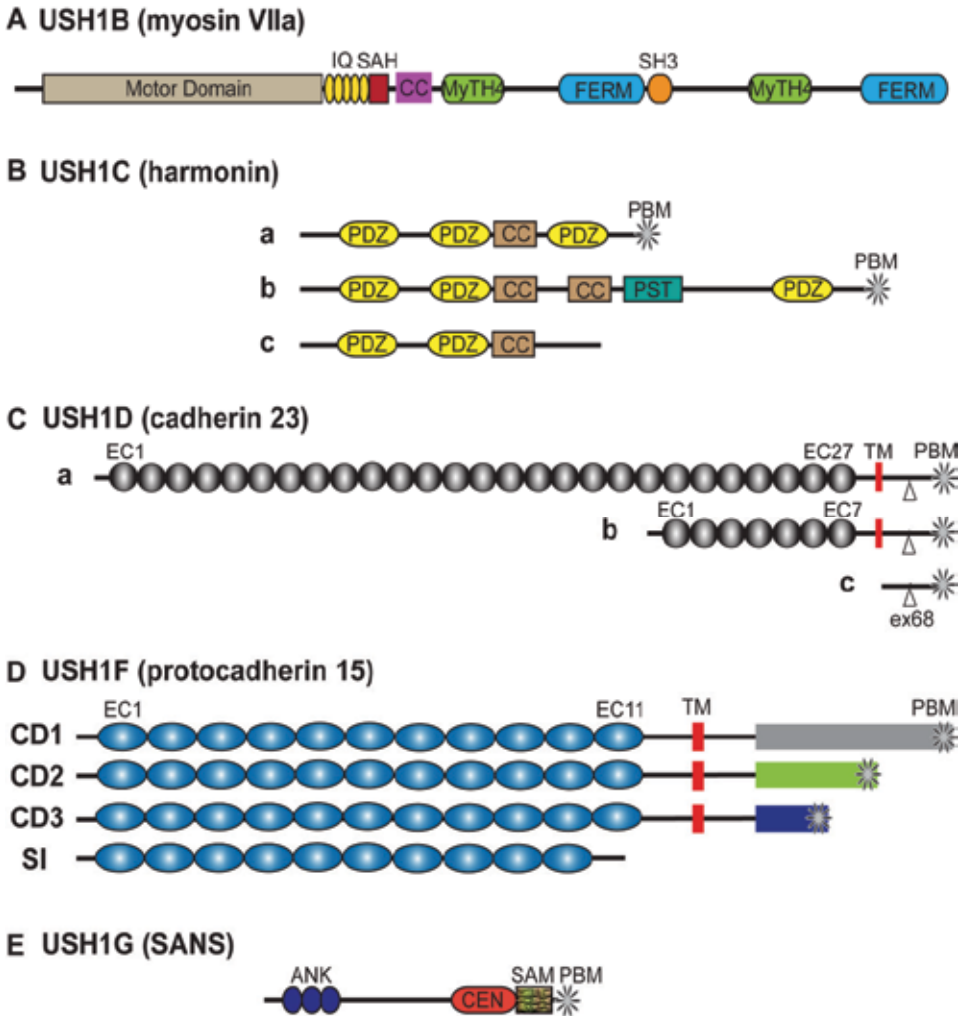 A USH1B (myosin VIIa)
IQ SAH SH3
Motor Domain CC MyTH4 FERM MyTH4 FERM
B USH1C (harmonin)
PBM
a PDZ PDZ CC PDZ
PBM
b PDZ PDZ CC CC PST PDZ
c PDZ PDZ CC
C USH1D (cadherin 23)
EC1 EC27 TM PBM
a
EC1 EC7
b
c
ex68
D USH1F (protocadherin 15)
EC1 EC11 TM PBM
CD1
CD2
CD3
SI
E USH1G (SANS)
ANK SAM PBM
CEN